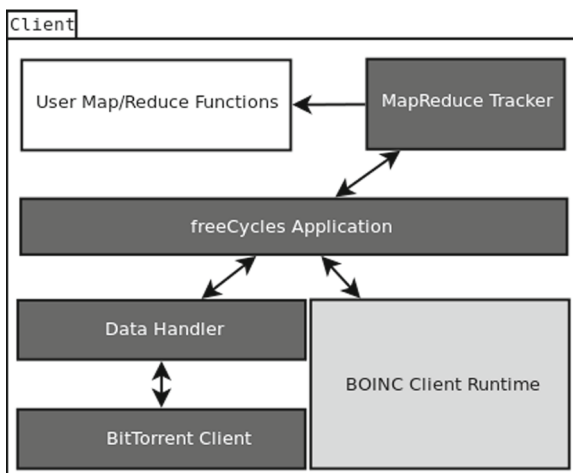 Client
User Map/Reduce Functions
MapReduce Tracker
freeCycles Application
Data Handler
BOINC Client Runtime
BitTorrent Client